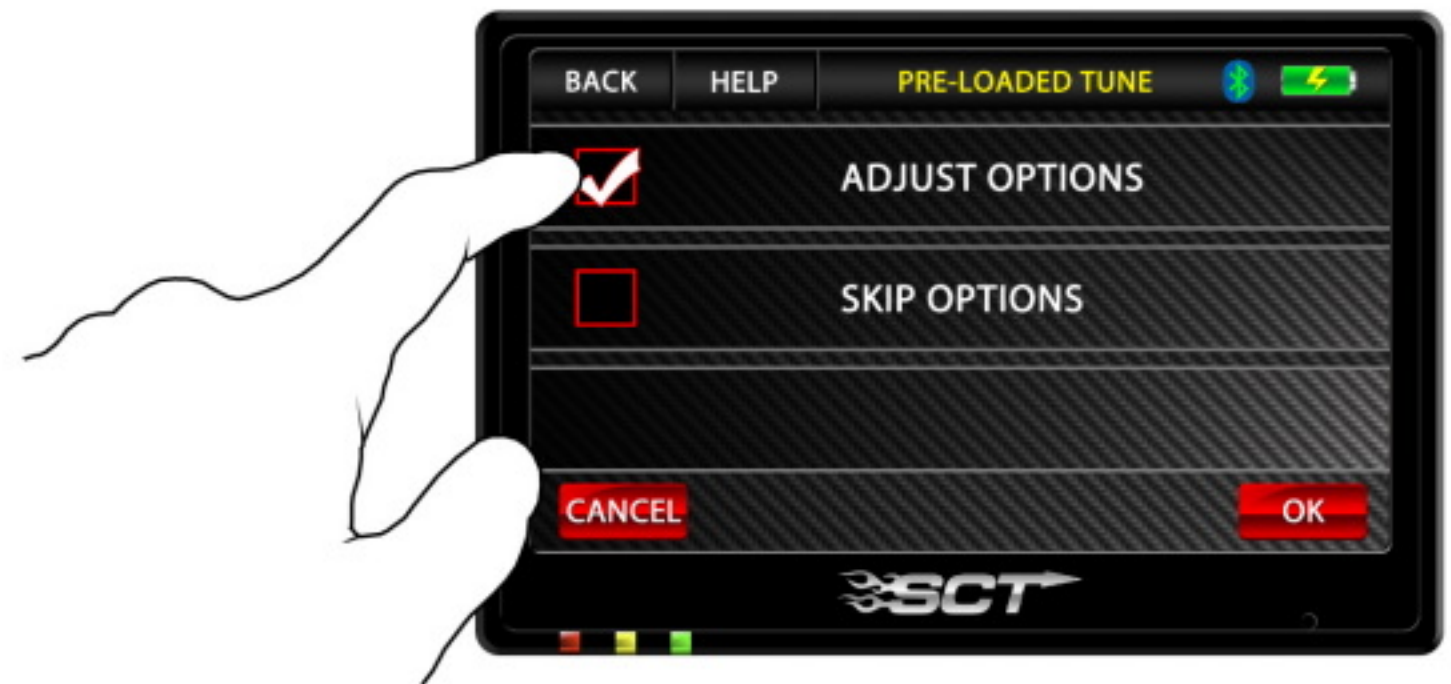 BACK HELP PRE-LOADED TUNE
ADJUST OPTIONS
SKIP OPTIONS
CANCEL OK
SCT